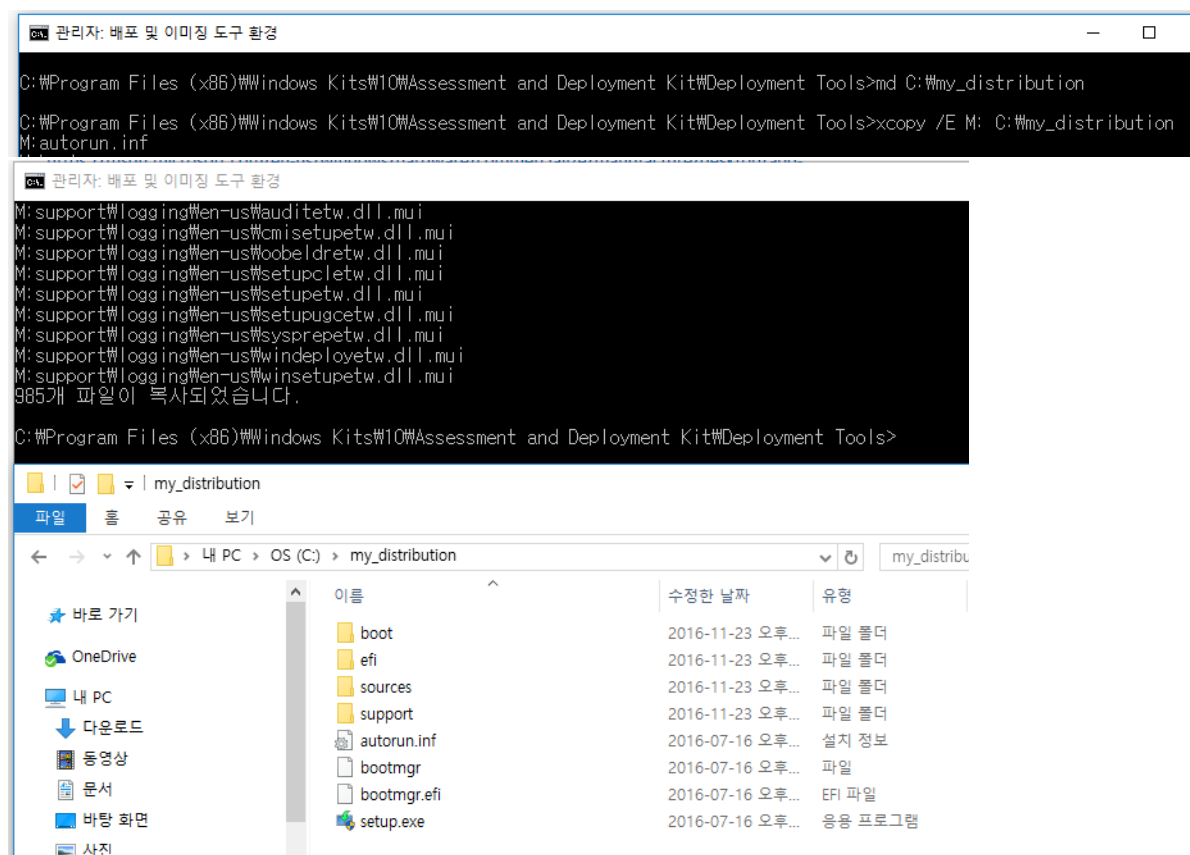 관리자: 배포 및 이미징 도구 환경
C:₩Program Files (x86)₩Windows Kits₩10₩Assessment and Deployment Kit₩Deployment Tools>md C:₩my_distribution
C:₩Program Files (x86)₩Windows Kits₩10₩Assessment and Deployment Kit₩Deployment Tools>xcopy /E M: C:₩my_distribution
M:autorun.inf
관리자: 배포 및 이미징 도구 환경
M:support₩logging₩en-us₩auditetw.dll.mui
M:support₩logging₩en-us₩cmisetupetw.dll.mui
M:support₩logging₩en-us₩oobeldretw.dll.mui
M:support₩logging₩en-us₩setupcletw.dll.mui
M:support₩logging₩en-us₩setupetw.dll.mui
M:support₩logging₩en-us₩setupugcetw.dll.mui
M:support₩logging₩en-us₩sysprepetw.dll.mui
M:support₩logging₩en-us₩windeployetw.dll.mui
M:support₩logging₩en-us₩winsetupetw.dll.mui
985개 파일이 복사되었습니다.
C:₩Program Files (x86)₩Windows Kits₩10₩Assessment and Deployment Kit₩Deployment Tools>
my_distribution
파일 홈 공유 보기
내 PC > OS (C:) > my_distribution my_distribu
이름 수정한 날짜 유형
바로 가기
boot 2016-11-23 오후... 파일 폴더
OneDrive
efi 2016-11-23 오후... 파일 폴더
sources 2016-11-23 오후... 파일 폴더
내 PC
support 2016-11-23 오후... 파일 폴더
다운로드
autorun.inf 2016-07-16 오후... 설치 정보
동영상
bootmgr 2016-07-16 오후... 파일
문서
bootmgr.efi 2016-07-16 오후... EFI 파일
바탕 화면
setup.exe 2016-07-16 오후... 응용 프로그램
사진